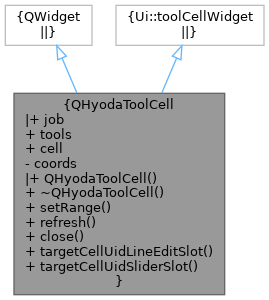 {QWidget
||}
{Ui::toolCellWidget
||}
{QHyodaToolCell
|+ job
+ tools
+ cell
- coords
|+ QHyodaToolCell()
+ ~QHyodaToolCell()
+ setRange()
+ refresh()
+ close()
+ targetCellUidLineEditSlot()
+ targetCellUidSliderSlot()
}